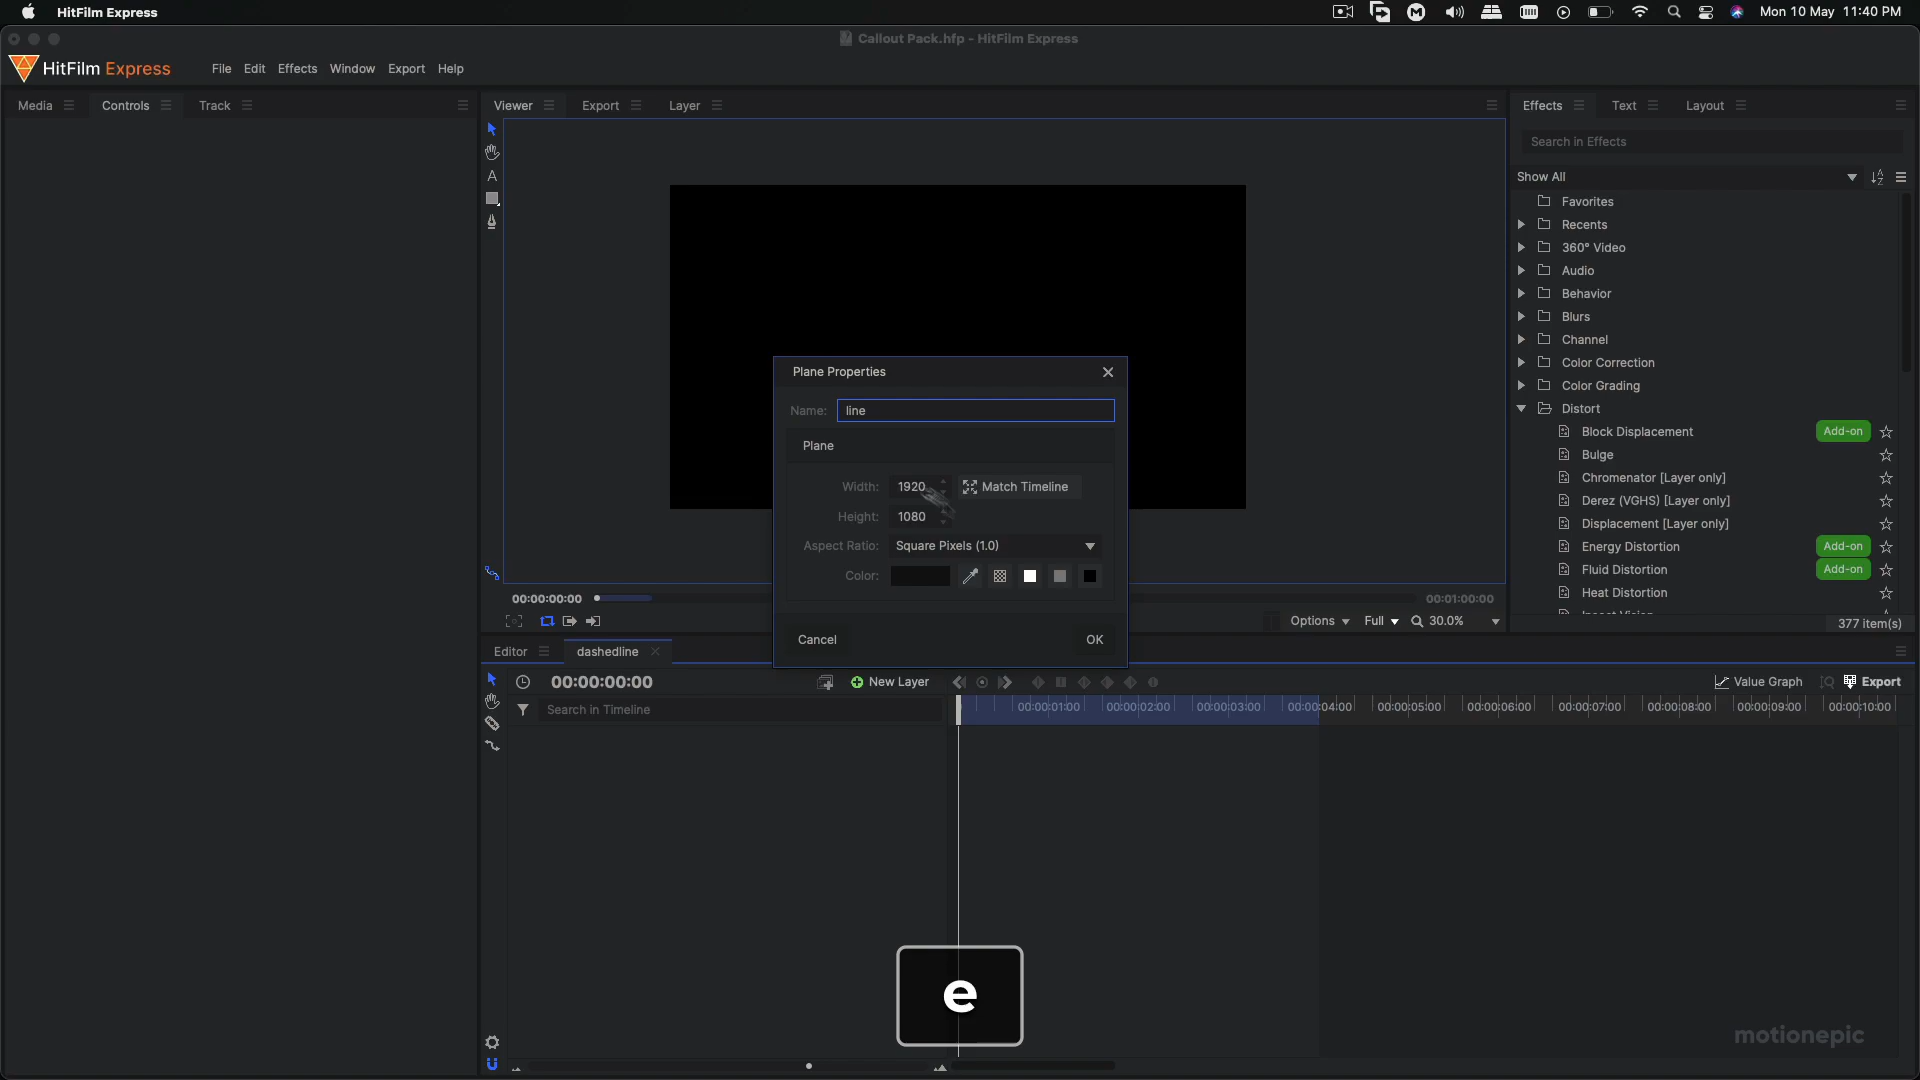 HitFilm Express
Mon 10 May 11:40 PM
Callout Pack.hfp - HitFilm Express
HitFilm Express
File Edit Effects Window Export Help
Media Controls Track
Viewer Export Layer
Effects Text Layout
Search in Effects
Show All
Favorites
Recents
360° Video
Audio
Behavior
Blurs
Channel
Color Correction
Color Grading
Distort
Block Displacement Add-on
Bulge
Chromenator [Layer only]
Derez (VGHS) [Layer only]
Displacement [Layer only]
Energy Distortion Add-on
Fluid Distortion Add-on
Heat Distortion
377 item(s)
A
Plane Properties
Name: line
Plane
Width: 1920 Match Timeline
Height: 1080
Aspect Ratio: Square Pixels (1.0)
Color:
Cancel OK
00:00:00:00 00:01:00:00
Options Full 30.0%
Editor dashedline
00:00:00:00 New Layer Value Graph Export
Search in Timeline
00:00:01:00 00:00:02:00 00:00:03:00 00:00:04:00 00:00:05:00 00:00:06:00 00:00:07:00 00:00:08:00 00:00:09:00 00:00:10:00
e
motionepic